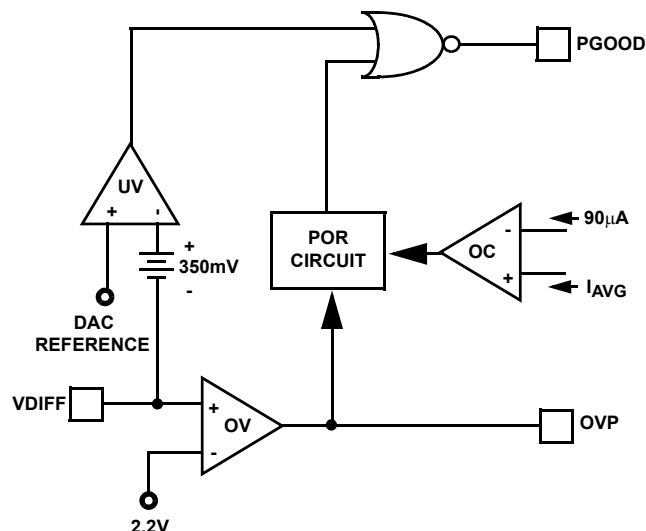 PGOOD
UV
+ -
+
350mV
-
DAC
REFERENCE
POR
CIRCUIT
OC
-
+
90μA
IAVG
VDIFF
+
OV
-
OVP
2.2V